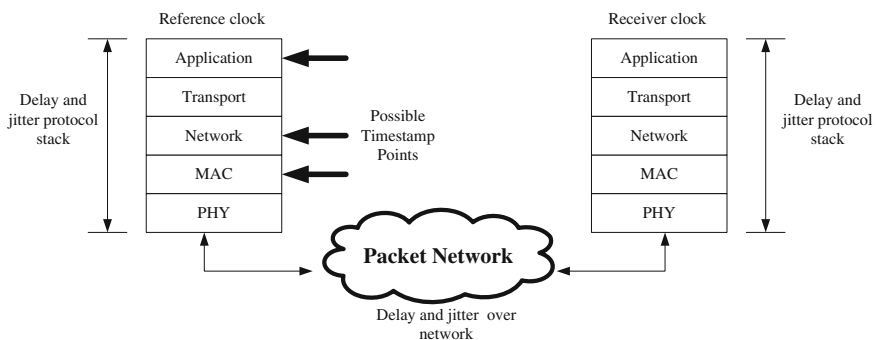 Reference clock
Receiver clock
Application
Transport
Network
MAC
PHY
Delay and
jitter protocol
stack
Possible
Timestamp
Points
Application
Transport
Network
MAC
PHY
Delay and
jitter protocol
stack
Packet Network
Delay and jitter over
network